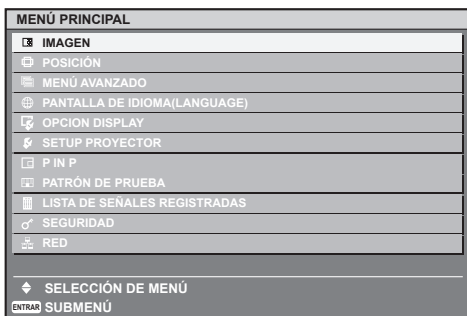 MENÚ PRINCIPAL
IMAGEN
POSICIÓN
MENÚ AVANZADO
PANTALLA DE IDIOMA(LANGUAGE)
OPCION DISPLAY
SETUP PROYECTOR
P IN P
PATRÓN DE PRUEBA
LISTA DE SEÑALES REGISTRADAS
SEGURIDAD
RED
SELECCIÓN DE MENÚ
ENTRAR SUBMENÚ